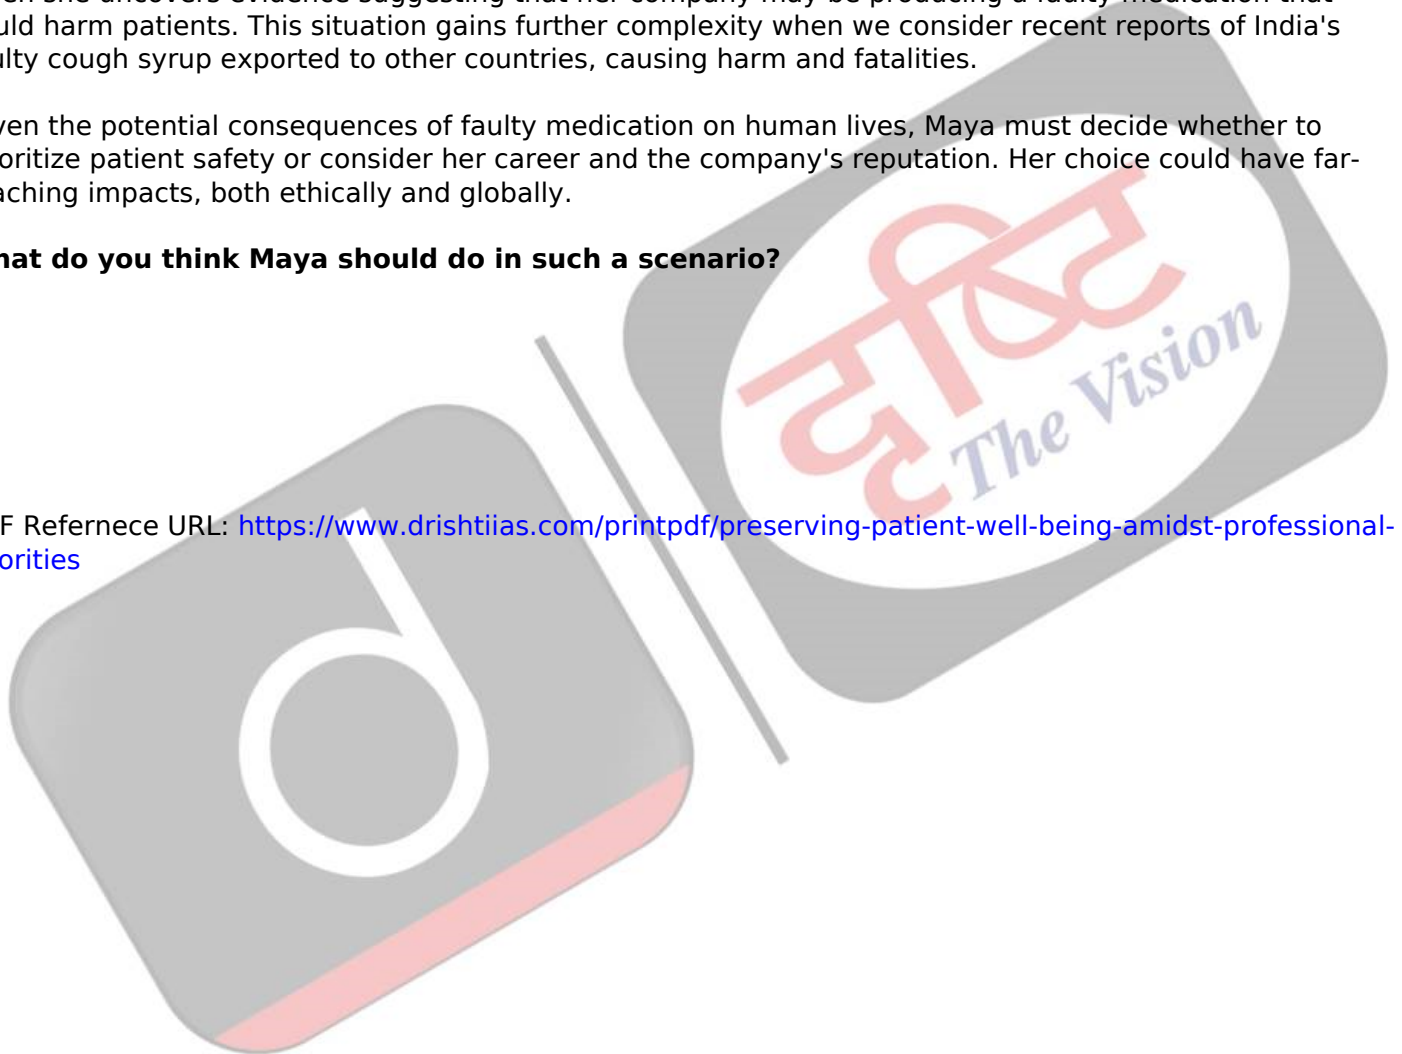 uld harm patients. This situation gains further complexity when we consider recent reports of India's
ulty cough syrup exported to other countries, causing harm and fatalities.
ven the potential consequences of faulty medication on human lives, Maya must decide whether to
oritize patient safety or consider her career and the company's reputation. Her choice could have far-
aching impacts, both ethically and globally.
hat do you think Maya should do in such a scenario?
दृष्टि
The Vision
F Refernece URL: https://www.drishtiias.com/printpdf/preserving-patient-well-being-amidst-professional-
orities
d